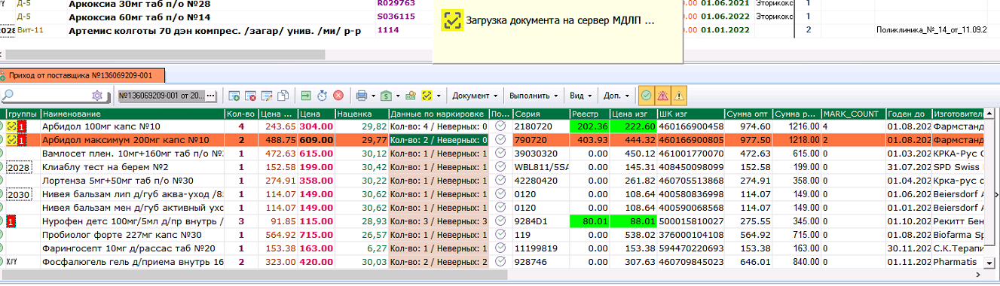 Д-5 Аркоксиа 30мг таб п/о №28 R029763 01.06.2021 Эторикокс 1
Д-5 Аркоксиа 60мг таб п/о №14 S036115 .00 01.06.2022 Эторикокс 1
Вит-11 Артемис колготы 70 дэн компрес. /загар/ унив. /ми/ р-р 1114 .00 01.01.2022 2 Поликлиника_№_14_от_11.09.2
Загрузка документа на сервер МДЛП ...
Приход от поставщика №136069209-001
№136069209-001 от 20... Документ Выполнить Вид Доп.
группы Наименование Кол-во Цена ... Цена Наценка Данные по маркировке По... Серия Реестр Цена изг ШК изг Сумма опт Сумма р... MARK_COUNT Годен до Изготовител
1 Арбидол 100мг капс №10 4 243.65 304.00 29,82 Кол-во: 4 / Неверных: 0 2180720 202.36 222.60 460166900458 974.60 1216.00 4 01.08.202 Фармстанд
1 Арбидол максимум 200мг капс №10 2 488.75 609.00 29,77 Кол-во: 2 / Неверных: 0 790720 403.93 444.32 460166900805 977.50 1218.00 2 01.08.202 Фармстанд
Вамлосет плен. 10мг+160мг таб п/о №: 1 472.63 615.00 30,12 Кол-во: 1 / Неверных: 1 39030320 0.00 450.12 461001770070 472.63 615.00 0 01.03.202 КРКА-Рус С
2028 Клиаблу тест на берем №2 1 152.58 199.00 30,42 Кол-во: 1 / Неверных: 1 WBL811/5SA 0.00 145.31 408450098099 152.58 199.00 0 31.07.202 SPD Swiss
Лортенза 5мг+50мг таб п/о №30 1 274.91 358.00 30,22 Кол-во: 1 / Неверных: 1 42280420 0.00 261.82 460705513868 274.91 358.00 0 01.04.202 Крка-рус о
2030 Нивея бальзам лип д/губ аква-уход /85 1 114.07 149.00 30,62 Кол-во: 1 / Неверных: 1 0120 0.00 108.64 400580836998 114.07 149.00 0 01.06.202 Beiersdorf A
Нивея бальзам мен д/губ активный ухо 1 114.07 149.00 30,62 Кол-во: 1 / Неверных: 1 0120 0.00 108.64 400590068568 114.07 149.00 0 01.01.202 Beiersdorf A
1 Нурофен детс 100мг/5мл д/пр внутрь / 3 91.85 115.00 28,93 Кол-во: 3 / Неверных: 3 9284D1 80.01 88.01 500015810027 275.55 345.00 0 01.10.202 Рекитт Бен
Пробиолог форте 227мг капс №30 1 564.92 715.00 26,57 Кол-во: 1 / Неверных: 1 119 0.00 538.02 376000104108 564.92 715.00 0 01.08.202 Biofarma Sp
Фарингосепт 10мг д/рассас таб №20 1 153.38 163.00 6,27 Кол-во: 1 / Неверных: 1 11199819 0.00 153.38 594470220693 153.38 163.00 0 30.11.202 С.К.Терапи
XJY Фосфалюгель гель д/приема внутрь 16 2 323.00 420.00 30,03 Кол-во: 2 / Неверных: 2 928746 0.00 307.63 460709845023 646.01 840.00 0 01.11.202 Pharmatis